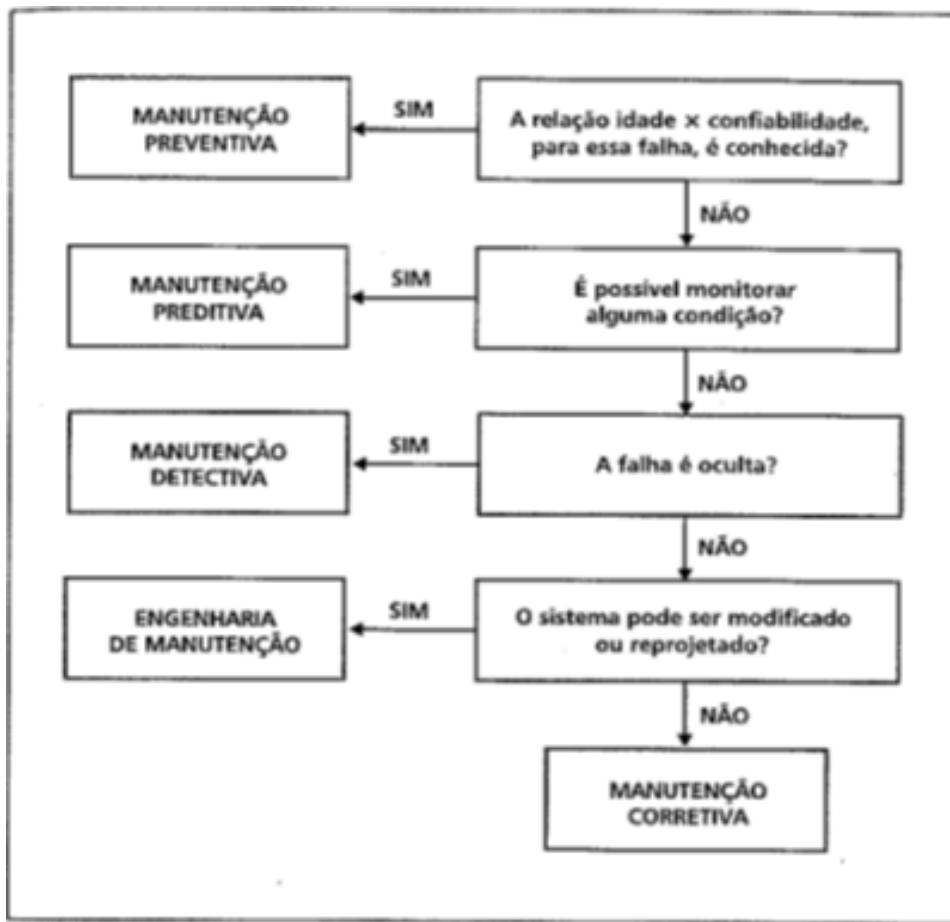 MANUTENÇÃO
PREVENTIVA
SIM
A relação idade × confiabilidade,
para essa falha, é conhecida?
NÃO
MANUTENÇÃO
PREDITIVA
SIM
É possível monitorar
alguma condição?
NÃO
MANUTENÇÃO
DETECTIVA
SIM
A falha é oculta?
NÃO
ENGENHARIA
DE MANUTENÇÃO
SIM
O sistema pode ser modificado
ou reprojetado?
NÃO
MANUTENÇÃO
CORRETIVA